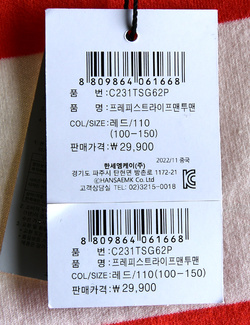 8 809864 061668
품 번 : C231TSG62P
품 명 : 프레피스트라이프맨투맨
COL/SIZE: 레드/110
(100-150)
판매가격 : ₩29,900
2022/11 중국
한세엠케이(주)
경기도 파주시 탄현면 방촌로 1172-21
ⓒHANSAEMK Co.Ltd
고객상담실 TEL. 02)3215-0018
8 809864 061668
품 번 : C231TSG62P
품 명 : 프레피스트라이프맨투맨
COL/SIZE: 레드/110(100-150)
판매가격 : ₩29,900